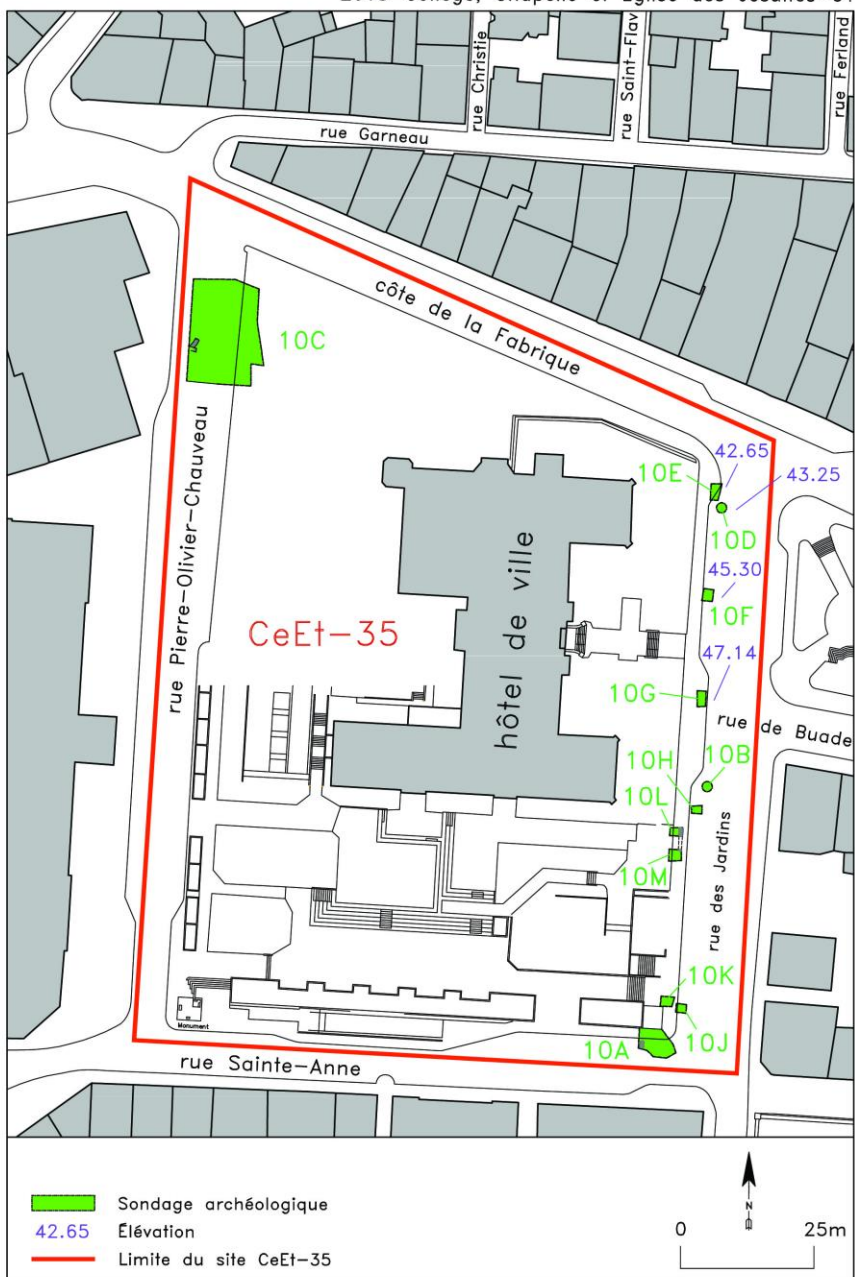 rue Christie
rue Saint-Flav
rue Ferland
rue Garneau
côte de la Fabrique
10C
42.65
10E
43.25
10D
rue Pierre-Olivier-Chauveau
hôtel de ville
45.30
10F
CeEt-35
47.14
10G
rue de Buade
10H
10B
10L
10M
rue des Jardins
10K
10J
Monument
10A
rue Sainte-Anne
Sondage archéologique
42.65 Élévation
Limite du site CeEt-35
N
0 25m